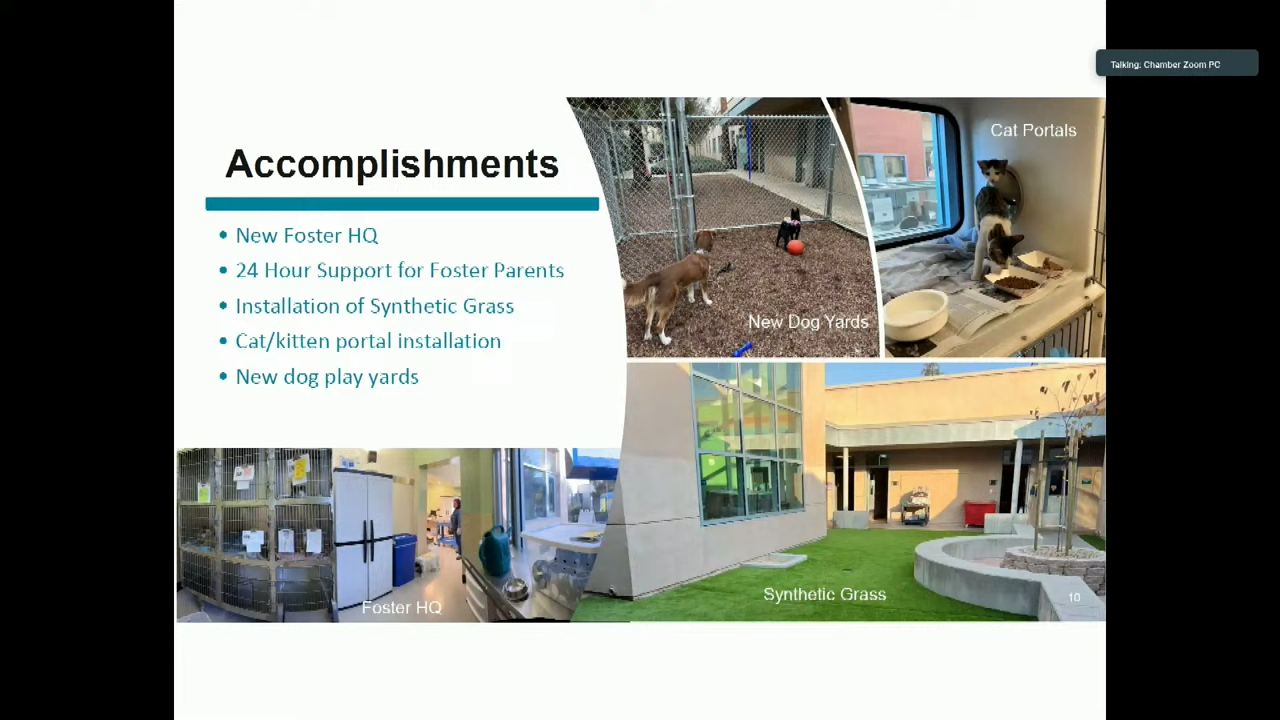 Talking: Chamber Zoom PC
Accomplishments
• New Foster HQ
• 24 Hour Support for Foster Parents
• Installation of Synthetic Grass
• Cat/kitten portal installation
• New dog play yards
Cat Portals
New Dog Yards
Foster HQ
Synthetic Grass
10